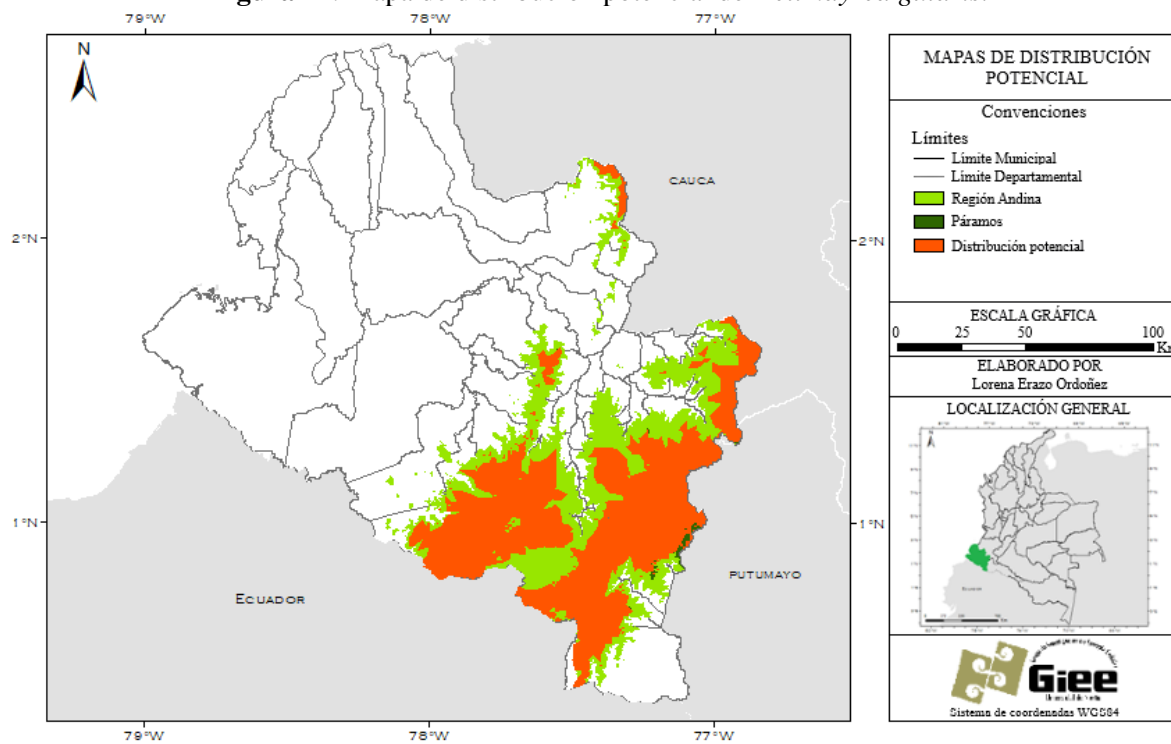 79°W
78°W
77°W
N
CAUCA
2°N
2°N
1°N
1°N
ECUADOR
PUTUMAYO
79°W
78°W
77°W
MAPAS DE DISTRIBUCIÓN
POTENCIAL
Convenciones
Límites
Límite Municipal
Límite Departamental
Región Andina
Páramos
Distribución potencial
ESCALA GRÁFICA
0 25 50 100
Km
ELABORADO POR
Lorena Erazo Ordoñez
LOCALIZACIÓN GENERAL
N
Giee
Sistema de coordenadas WGS84